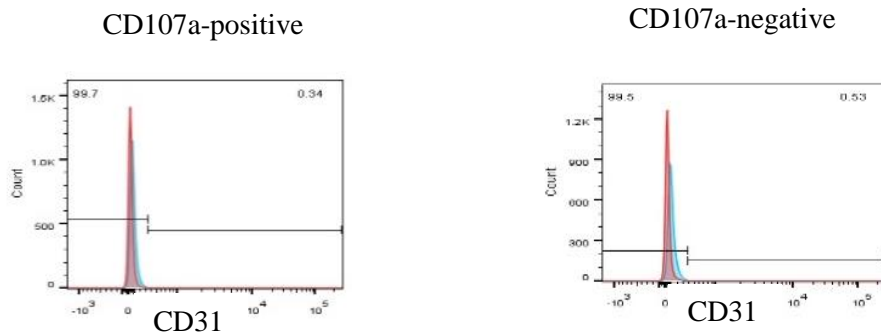 CD107a-positive
CD107a-negative
99.7 0.34
1.5K
1.0K
500
0
Count
-10³ 0 10⁴ 10⁵
CD31
99.5 0.53
1.2K
900
600
300
0
Count
-10³ 0 10⁴ 10⁵
CD31